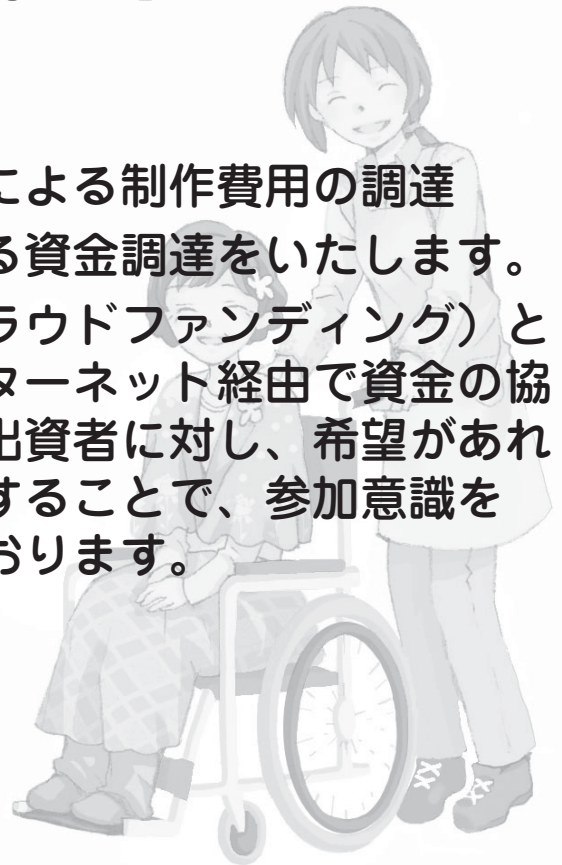 による制作費用の調達
る資金調達をいたします。
ラウドファンディング）と
ターネット経由で資金の協
出資者に対し、希望があれ
することで、参加意識を
おります。